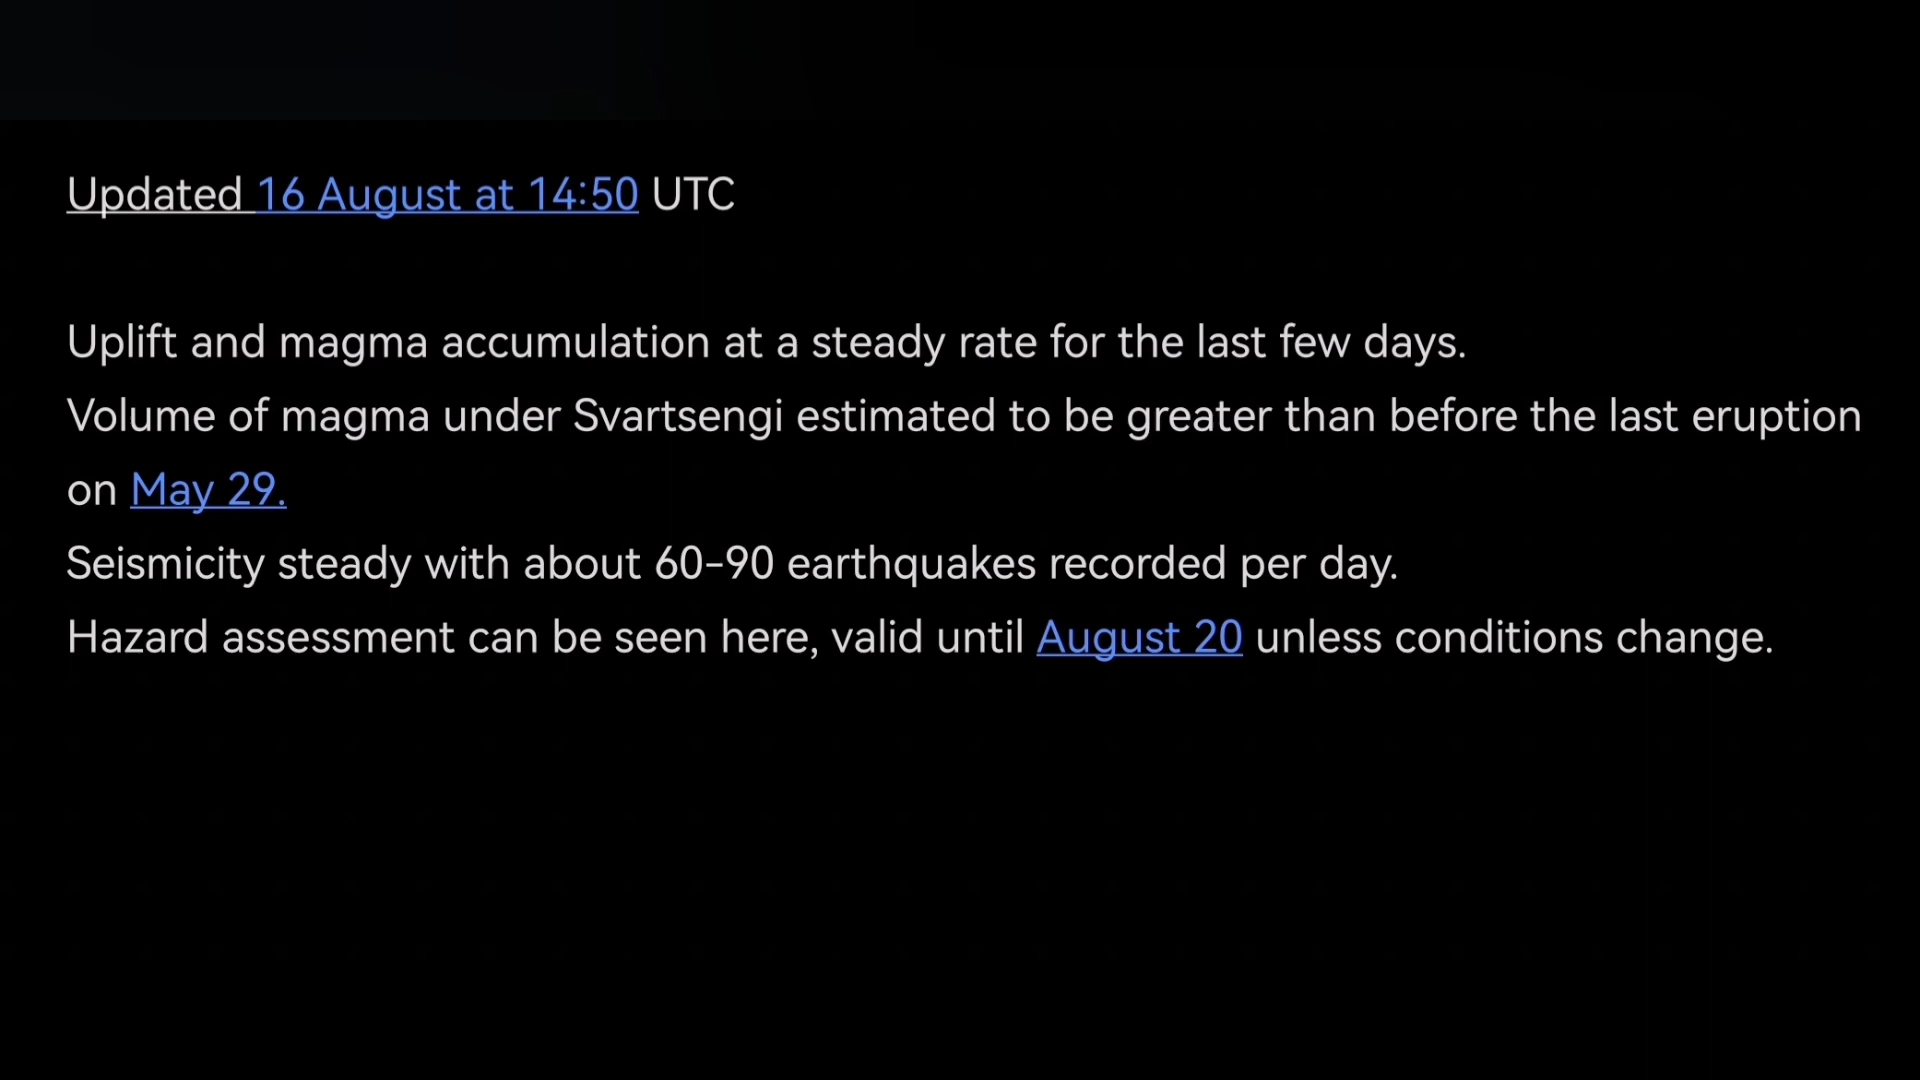 Updated 16 August at 14:50 UTC
Uplift and magma accumulation at a steady rate for the last few days.
Volume of magma under Svartsengi estimated to be greater than before the last eruption
on May 29.
Seismicity steady with about 60-90 earthquakes recorded per day.
Hazard assessment can be seen here, valid until August 20 unless conditions change.